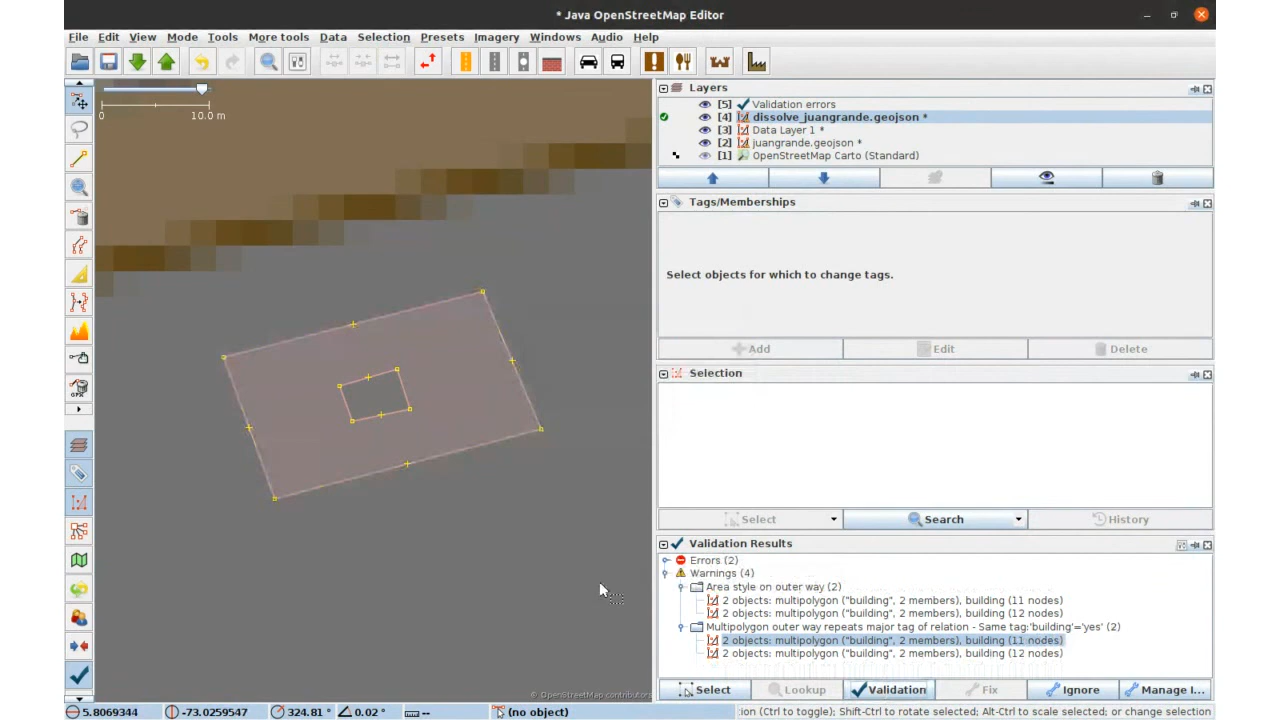 * Java OpenStreetMap Editor
File Edit View Mode Tools More tools Data Selection Presets Imagery Windows Audio Help
0 10.0 m
Layers
[5] Validation errors
[4] dissolve_juangrande.geojson *
[3] Data Layer 1 *
[2] juangrande.geojson *
[1] OpenStreetMap Carto (Standard)
Tags/Memberships
Select objects for which to change tags.
Add Edit Delete
Selection
Select Search History
Validation Results
Errors (2)
Warnings (4)
Area style on outer way (2)
2 objects: multipolygon ("building", 2 members), building (11 nodes)
2 objects: multipolygon ("building", 2 members), building (12 nodes)
Multipolygon outer way repeats major tag of relation - Same tag:'building'='yes' (2)
2 objects: multipolygon ("building", 2 members), building (11 nodes)
2 objects: multipolygon ("building", 2 members), building (12 nodes)
© OpenStreetMap contributors
Select Lookup Validation Fix Ignore Manage I...
5.8069344 -73.0259547 324.81 ° 0.02 ° -- (no object) :ion (Ctrl to toggle); Shift-Ctrl to rotate selected; Alt-Ctrl to scale selected; or change selection